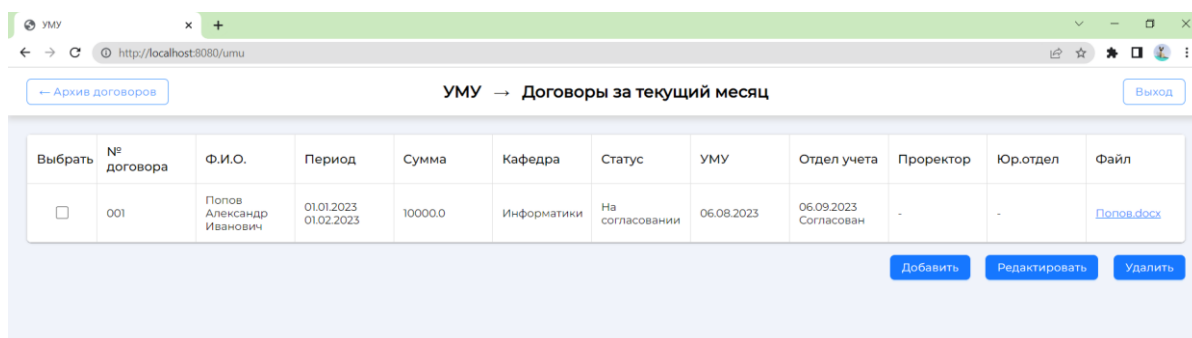 УМУ
http://localhost:8080/umu
← Архив договоров
УМУ → Договоры за текущий месяц
Выход
Выбрать
№
договора
Ф.И.О.
Период
Сумма
Кафедра
Статус
УМУ
Отдел учета
Проректор
Юр.отдел
Файл
001
Попов
Александр
Иванович
01.01.2023
01.02.2023
10000.0
Информатики
На
согласовании
06.08.2023
06.09.2023
Согласован
-
-
Попов.docx
Добавить
Редактировать
Удалить